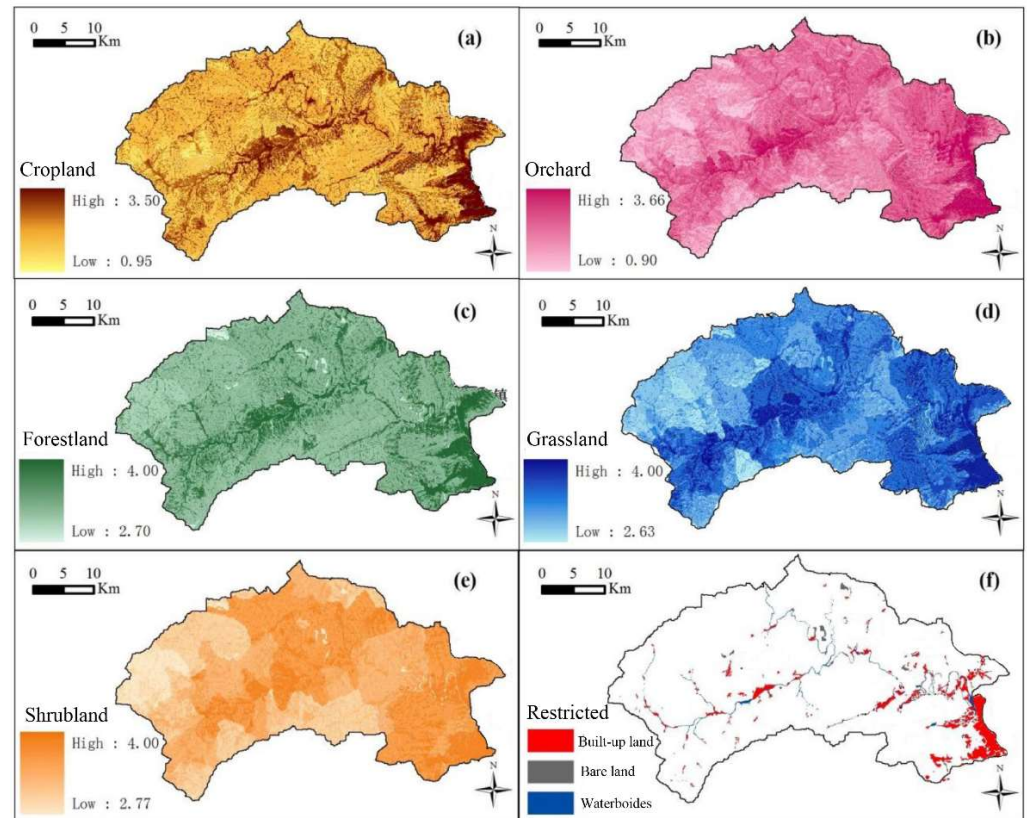 0 5 10
Km
(a)
Cropland
High : 3.50
Low : 0.95
N
0 5 10
Km
(b)
Orchard
High : 3.66
Low : 0.90
N
0 5 10
Km
(c)
镇
Forestland
High : 4.00
Low : 2.70
N
0 5 10
Km
(d)
Grassland
High : 4.00
Low : 2.63
N
0 5 10
Km
(e)
Shrubland
High : 4.00
Low : 2.77
N
0 5 10
Km
(f)
Restricted
Built-up land
Bare land
Waterboides
N